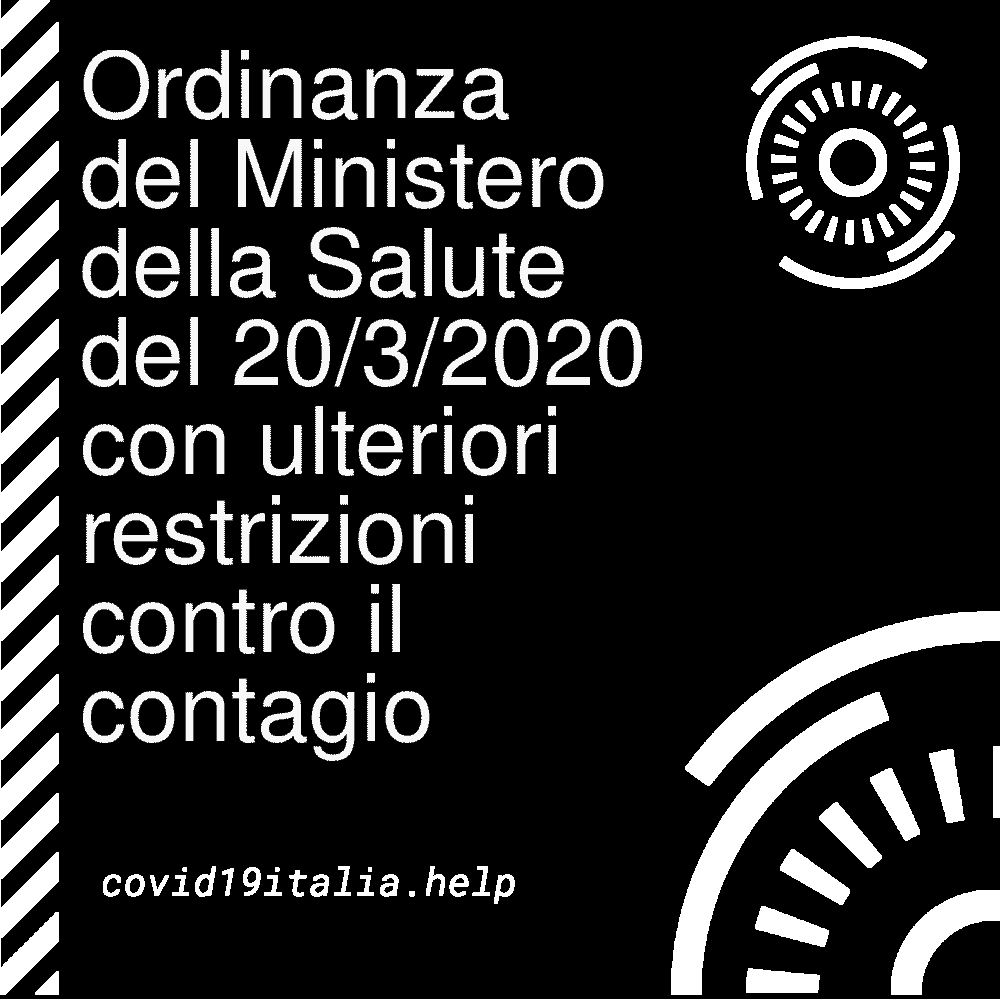 Ordinanza
del Ministero
della Salute
del 20/3/2020
con ulteriori
restrizioni
contro il
contagio
covid19italia.help